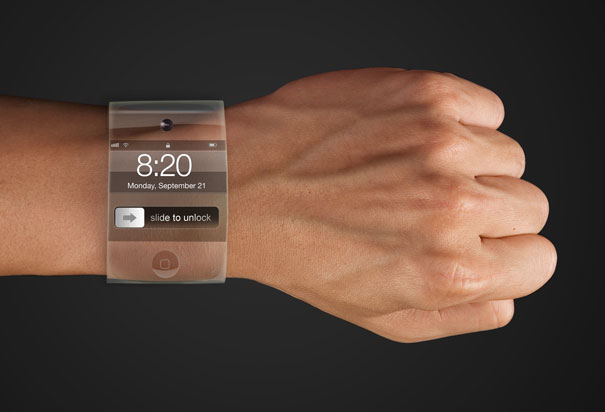 8:20
Monday, September 21
slide to unlock